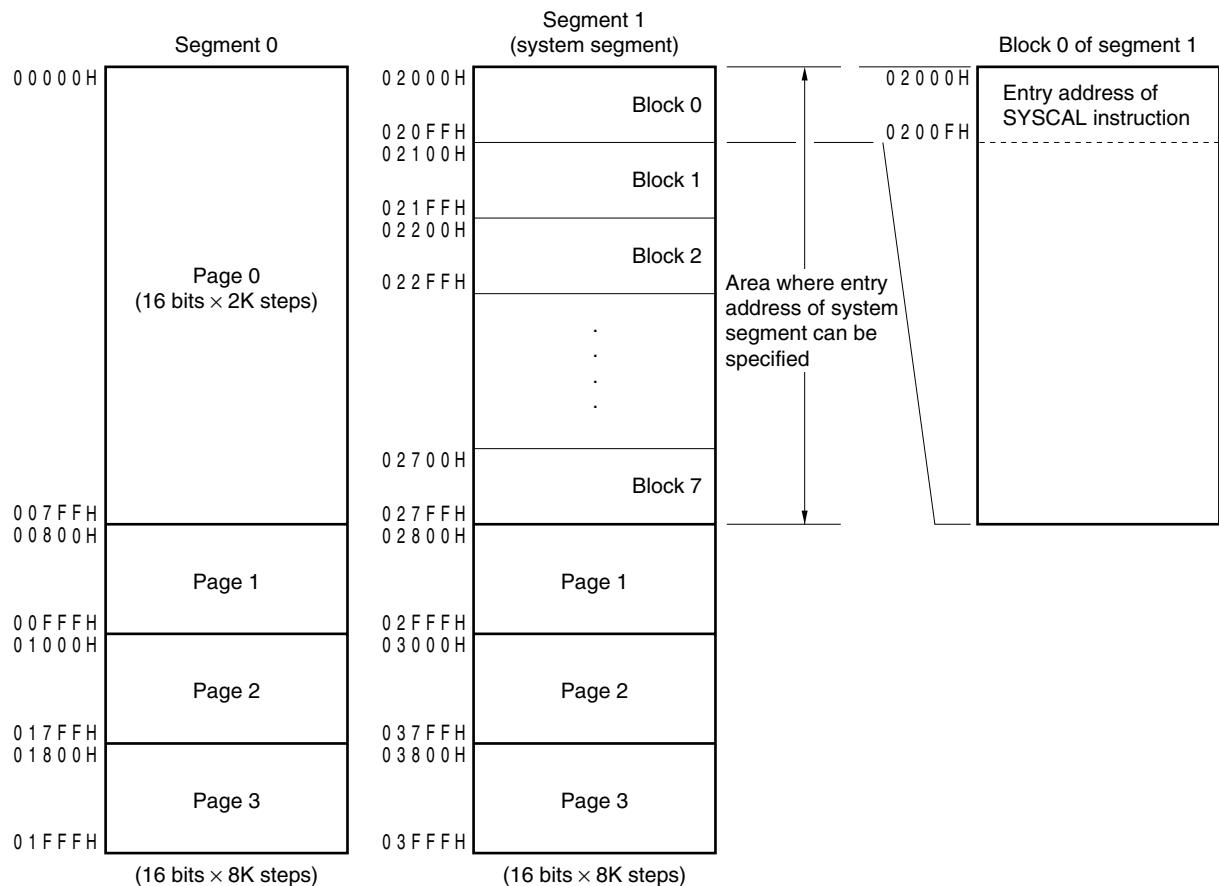 Segment 0
00000H
Page 0
(16 bits × 2K steps)
007FFH
00800H
Page 1
00FFFH
01000H
Page 2
017FFH
01800H
Page 3
01FFFH
(16 bits × 8K steps)
Segment 1
(system segment)
02000H
Block 0
020FFH
02100H
Block 1
021FFH
02200H
Block 2
022FFH
.
.
.
.
02700H
Block 7
027FFH
02800H
Page 1
02FFFH
03000H
Page 2
037FFH
03800H
Page 3
03FFFH
(16 bits × 8K steps)
Area where entry
address of system
segment can be
specified
Block 0 of segment 1
02000H
Entry address of
SYSCAL instruction
0200FH